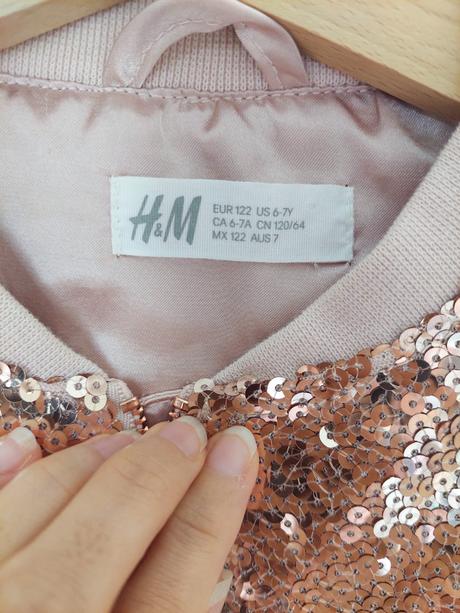 H&M
EUR 122 US 6-7Y
CA 6-7A CN 120/64
MX 122 AUS 7